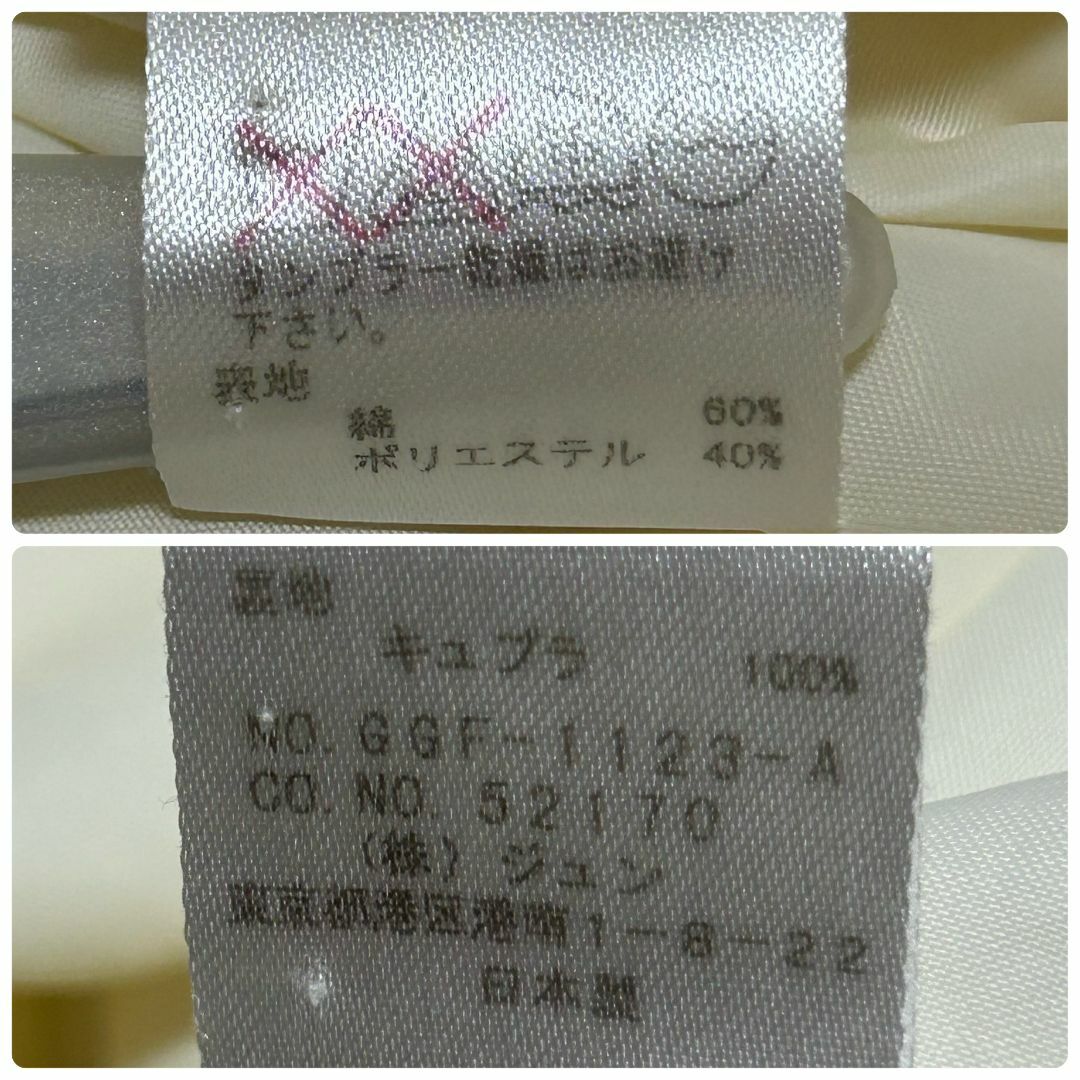 タンブラー乾燥はお避け
下さい。
表地
綿 60%
ポリエステル 40%
裏地
キュプラ 100%
NO. GGF-1123-A
CO. NO. 52170
(株) ジュン
東京都港区港南1-8-22
日本製